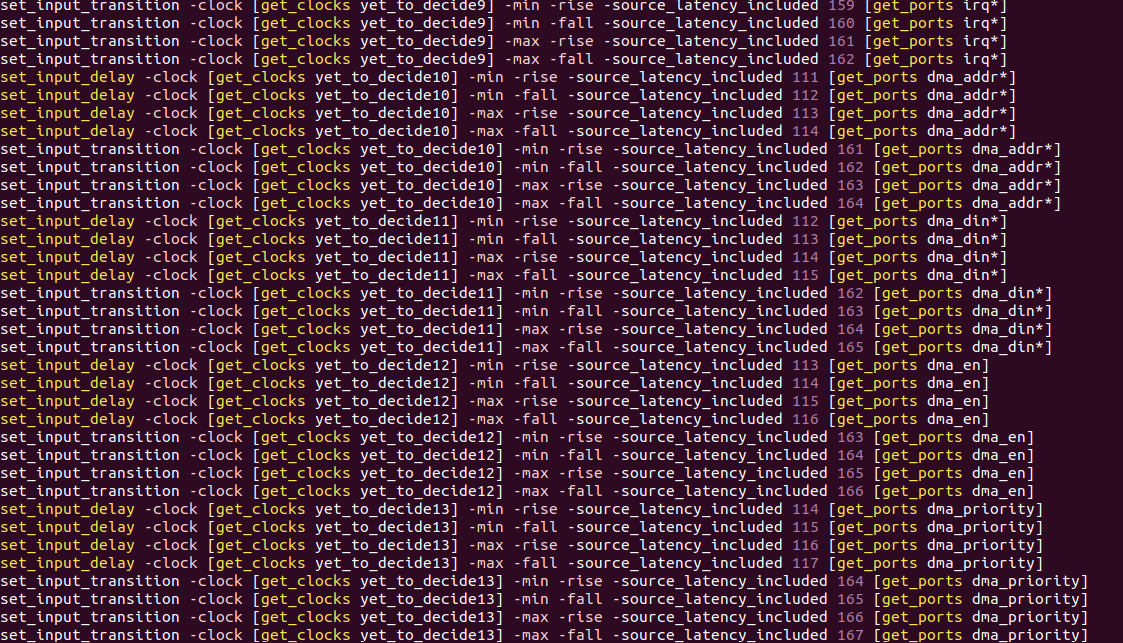 set_input_transition -clock [get_clocks yet_to_decide9] -min -rise -source_latency_included 159 [get_ports irq*]
set_input_transition -clock [get_clocks yet_to_decide9] -min -fall -source_latency_included 160 [get_ports irq*]
set_input_transition -clock [get_clocks yet_to_decide9] -max -rise -source_latency_included 161 [get_ports irq*]
set_input_transition -clock [get_clocks yet_to_decide9] -max -fall -source_latency_included 162 [get_ports irq*]
set_input_delay -clock [get_clocks yet_to_decide10] -min -rise -source_latency_included 111 [get_ports dma_addr*]
set_input_delay -clock [get_clocks yet_to_decide10] -min -fall -source_latency_included 112 [get_ports dma_addr*]
set_input_delay -clock [get_clocks yet_to_decide10] -max -rise -source_latency_included 113 [get_ports dma_addr*]
set_input_delay -clock [get_clocks yet_to_decide10] -max -fall -source_latency_included 114 [get_ports dma_addr*]
set_input_transition -clock [get_clocks yet_to_decide10] -min -rise -source_latency_included 161 [get_ports dma_addr*]
set_input_transition -clock [get_clocks yet_to_decide10] -min -fall -source_latency_included 162 [get_ports dma_addr*]
set_input_transition -clock [get_clocks yet_to_decide10] -max -rise -source_latency_included 163 [get_ports dma_addr*]
set_input_transition -clock [get_clocks yet_to_decide10] -max -fall -source_latency_included 164 [get_ports dma_addr*]
set_input_delay -clock [get_clocks yet_to_decide11] -min -rise -source_latency_included 112 [get_ports dma_din*]
set_input_delay -clock [get_clocks yet_to_decide11] -min -fall -source_latency_included 113 [get_ports dma_din*]
set_input_delay -clock [get_clocks yet_to_decide11] -max -rise -source_latency_included 114 [get_ports dma_din*]
set_input_delay -clock [get_clocks yet_to_decide11] -max -fall -source_latency_included 115 [get_ports dma_din*]
set_input_transition -clock [get_clocks yet_to_decide11] -min -rise -source_latency_included 162 [get_ports dma_din*]
set_input_transition -clock [get_clocks yet_to_decide11] -min -fall -source_latency_included 163 [get_ports dma_din*]
set_input_transition -clock [get_clocks yet_to_decide11] -max -rise -source_latency_included 164 [get_ports dma_din*]
set_input_transition -clock [get_clocks yet_to_decide11] -max -fall -source_latency_included 165 [get_ports dma_din*]
set_input_delay -clock [get_clocks yet_to_decide12] -min -rise -source_latency_included 113 [get_ports dma_en]
set_input_delay -clock [get_clocks yet_to_decide12] -min -fall -source_latency_included 114 [get_ports dma_en]
set_input_delay -clock [get_clocks yet_to_decide12] -max -rise -source_latency_included 115 [get_ports dma_en]
set_input_delay -clock [get_clocks yet_to_decide12] -max -fall -source_latency_included 116 [get_ports dma_en]
set_input_transition -clock [get_clocks yet_to_decide12] -min -rise -source_latency_included 163 [get_ports dma_en]
set_input_transition -clock [get_clocks yet_to_decide12] -min -fall -source_latency_included 164 [get_ports dma_en]
set_input_transition -clock [get_clocks yet_to_decide12] -max -rise -source_latency_included 165 [get_ports dma_en]
set_input_transition -clock [get_clocks yet_to_decide12] -max -fall -source_latency_included 166 [get_ports dma_en]
set_input_delay -clock [get_clocks yet_to_decide13] -min -rise -source_latency_included 114 [get_ports dma_priority]
set_input_delay -clock [get_clocks yet_to_decide13] -min -fall -source_latency_included 115 [get_ports dma_priority]
set_input_delay -clock [get_clocks yet_to_decide13] -max -rise -source_latency_included 116 [get_ports dma_priority]
set_input_delay -clock [get_clocks yet_to_decide13] -max -fall -source_latency_included 117 [get_ports dma_priority]
set_input_transition -clock [get_clocks yet_to_decide13] -min -rise -source_latency_included 164 [get_ports dma_priority]
set_input_transition -clock [get_clocks yet_to_decide13] -min -fall -source_latency_included 165 [get_ports dma_priority]
set_input_transition -clock [get_clocks yet_to_decide13] -max -rise -source_latency_included 166 [get_ports dma_priority]
set_input_transition -clock [get_clocks yet_to_decide13] -max -fall -source_latency_included 167 [get_ports dma_priority]